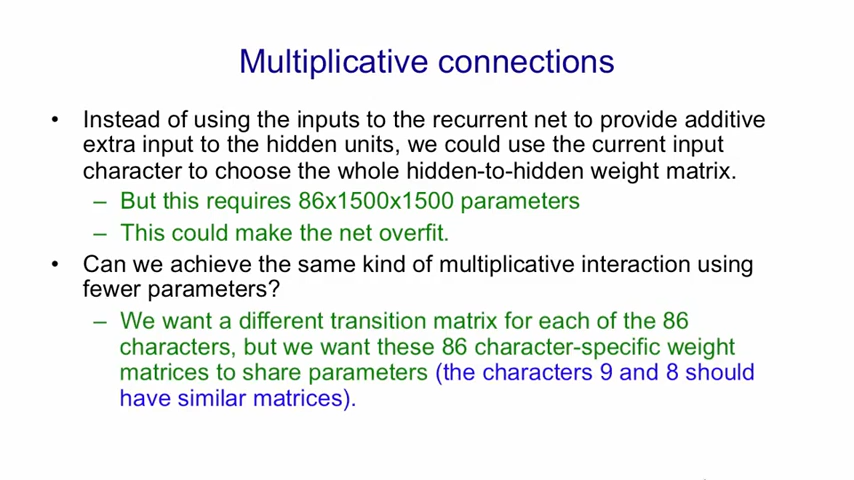 Multiplicative connections
• Instead of using the inputs to the recurrent net to provide additive
extra input to the hidden units, we could use the current input
character to choose the whole hidden-to-hidden weight matrix.
– But this requires 86x1500x1500 parameters
– This could make the net overfit.
• Can we achieve the same kind of multiplicative interaction using
fewer parameters?
– We want a different transition matrix for each of the 86
characters, but we want these 86 character-specific weight
matrices to share parameters (the characters 9 and 8 should
have similar matrices).